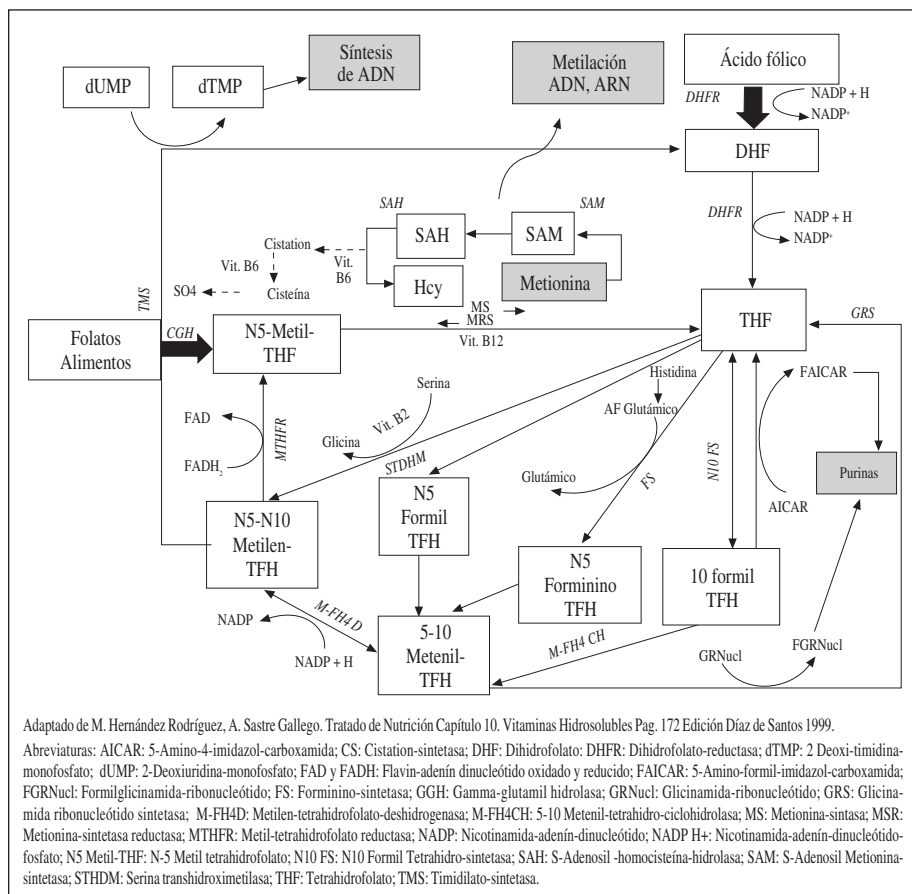 Síntesis
de ADN
Metilación
ADN, ARN
Ácido fólico
dUMP
dTMP
DHFR
NADP + H
NADP+
DHF
DHFR
NADP + H
NADP+
SAH
SAM
SAH
SAM
Cistation
Vit. B6
Vit.
B6
Hcy
Metionina
SO4
Cisteína
TMS
MS
MRS
Vit. B12
THF
GRS
Folatos
Alimentos
CGH
N5-Metil-
THF
Histidina
FAICAR
Serina
AF Glutámico
FAD
Vit. B2
Glicina
MTHFR
FADH2
STDHM
N10 FS
Glutámico
FS
Purinas
N5
Formil
TFH
AICAR
N5-N10
Metilen-
TFH
N5
Forminino
TFH
10 formil
TFH
M-FH4 D
NADP
5-10
Metenil-
TFH
M-FH4 CH
NADP + H
GRNucl
FGRNucl
Adaptado de M. Hernández Rodríguez, A. Sastre Gallego. Tratado de Nutrición Capítulo 10. Vitaminas Hidrosolubles Pag. 172 Edición Díaz de Santos 1999.
Abreviaturas: AICAR: 5-Amino-4-imidazol-carboxamida; CS: Cistation-sintetasa; DHF: Dihidrofolato: DHFR: Dihidrofolato-reductasa; dTMP: 2 Deoxi-timidina-
monofosfato; dUMP: 2-Deoxiuridina-monofosfato; FAD y FADH: Flavin-adenín dinucleótido oxidado y reducido; FAICAR: 5-Amino-formil-imidazol-carboxamida;
FGRNucl: Formilglicinamida-ribonucleótido; FS: Forminino-sintetasa; GGH: Gamma-glutamil hidrolasa; GRNucl: Glicinamida-ribonucleótido; GRS: Glicina-
mida ribonucleótido sintetasa; M-FH4D: Metilen-tetrahidrofolato-deshidrogenasa; M-FH4CH: 5-10 Metenil-tetrahidro-ciclohidrolasa; MS: Metionina-sintasa; MSR:
Metionina-sintetasa reductasa; MTHFR: Metil-tetrahidrofolato reductasa; NADP: Nicotinamida-adenín-dinucleótido; NADP H+: Nicotinamida-adenín-dinucleótido-
fosfato; N5 Metil-THF: N-5 Metil tetrahidrofolato; N10 FS: N10 Formil Tetrahidro-sintetasa; SAH: S-Adenosil -homocisteína-hidrolasa; SAM: S-Adenosil Metionina-
sintetasa; STHDM: Serina transhidroximetilasa; THF: Tetrahidrofolato; TMS: Timidilato-sintetasa.